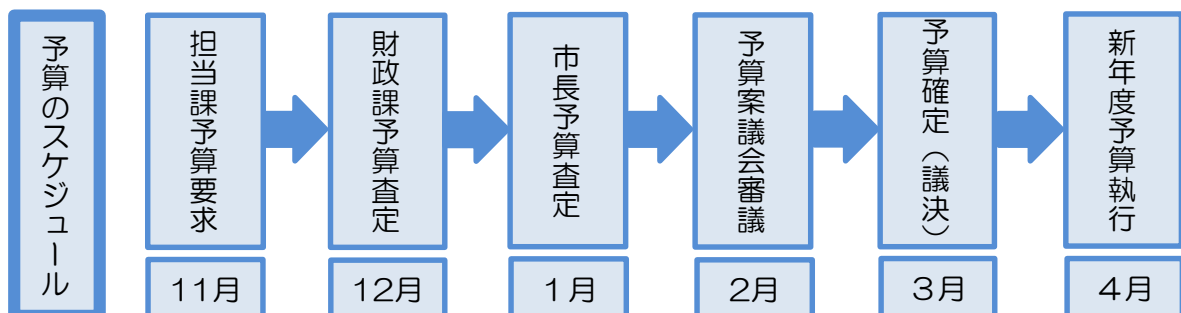 予算のスケジュール
担当課予算要求
11月
財政課予算査定
12月
市長予算査定
1月
予算案議会審議
2月
予算確定（議決）
3月
新年度予算執行
4月